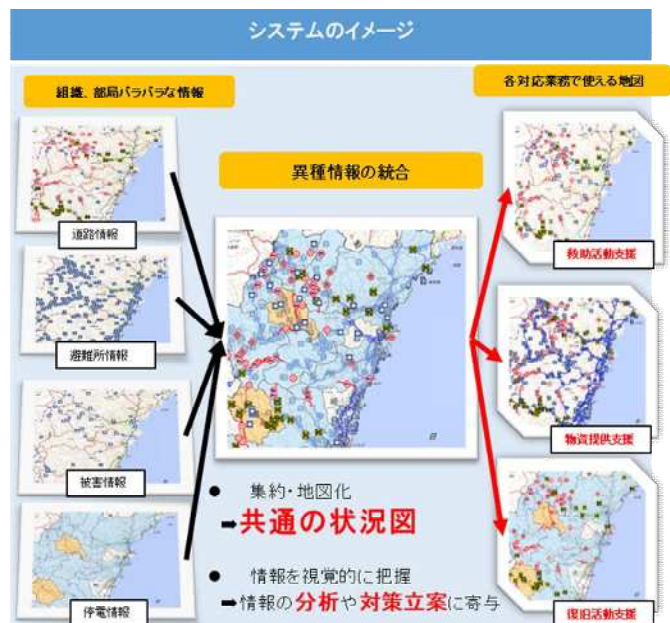 システムのイメージ
組織、部局バラバラな情報
道路情報
避難所情報
被害情報
停電情報
異種情報の統合
● 集約・地図化
➡共通の状況図
● 情報を視覚的に把握
➡情報の分析や対策立案に寄与
各対応業務で使える地図
救助活動支援
物資提供支援
復旧活動支援